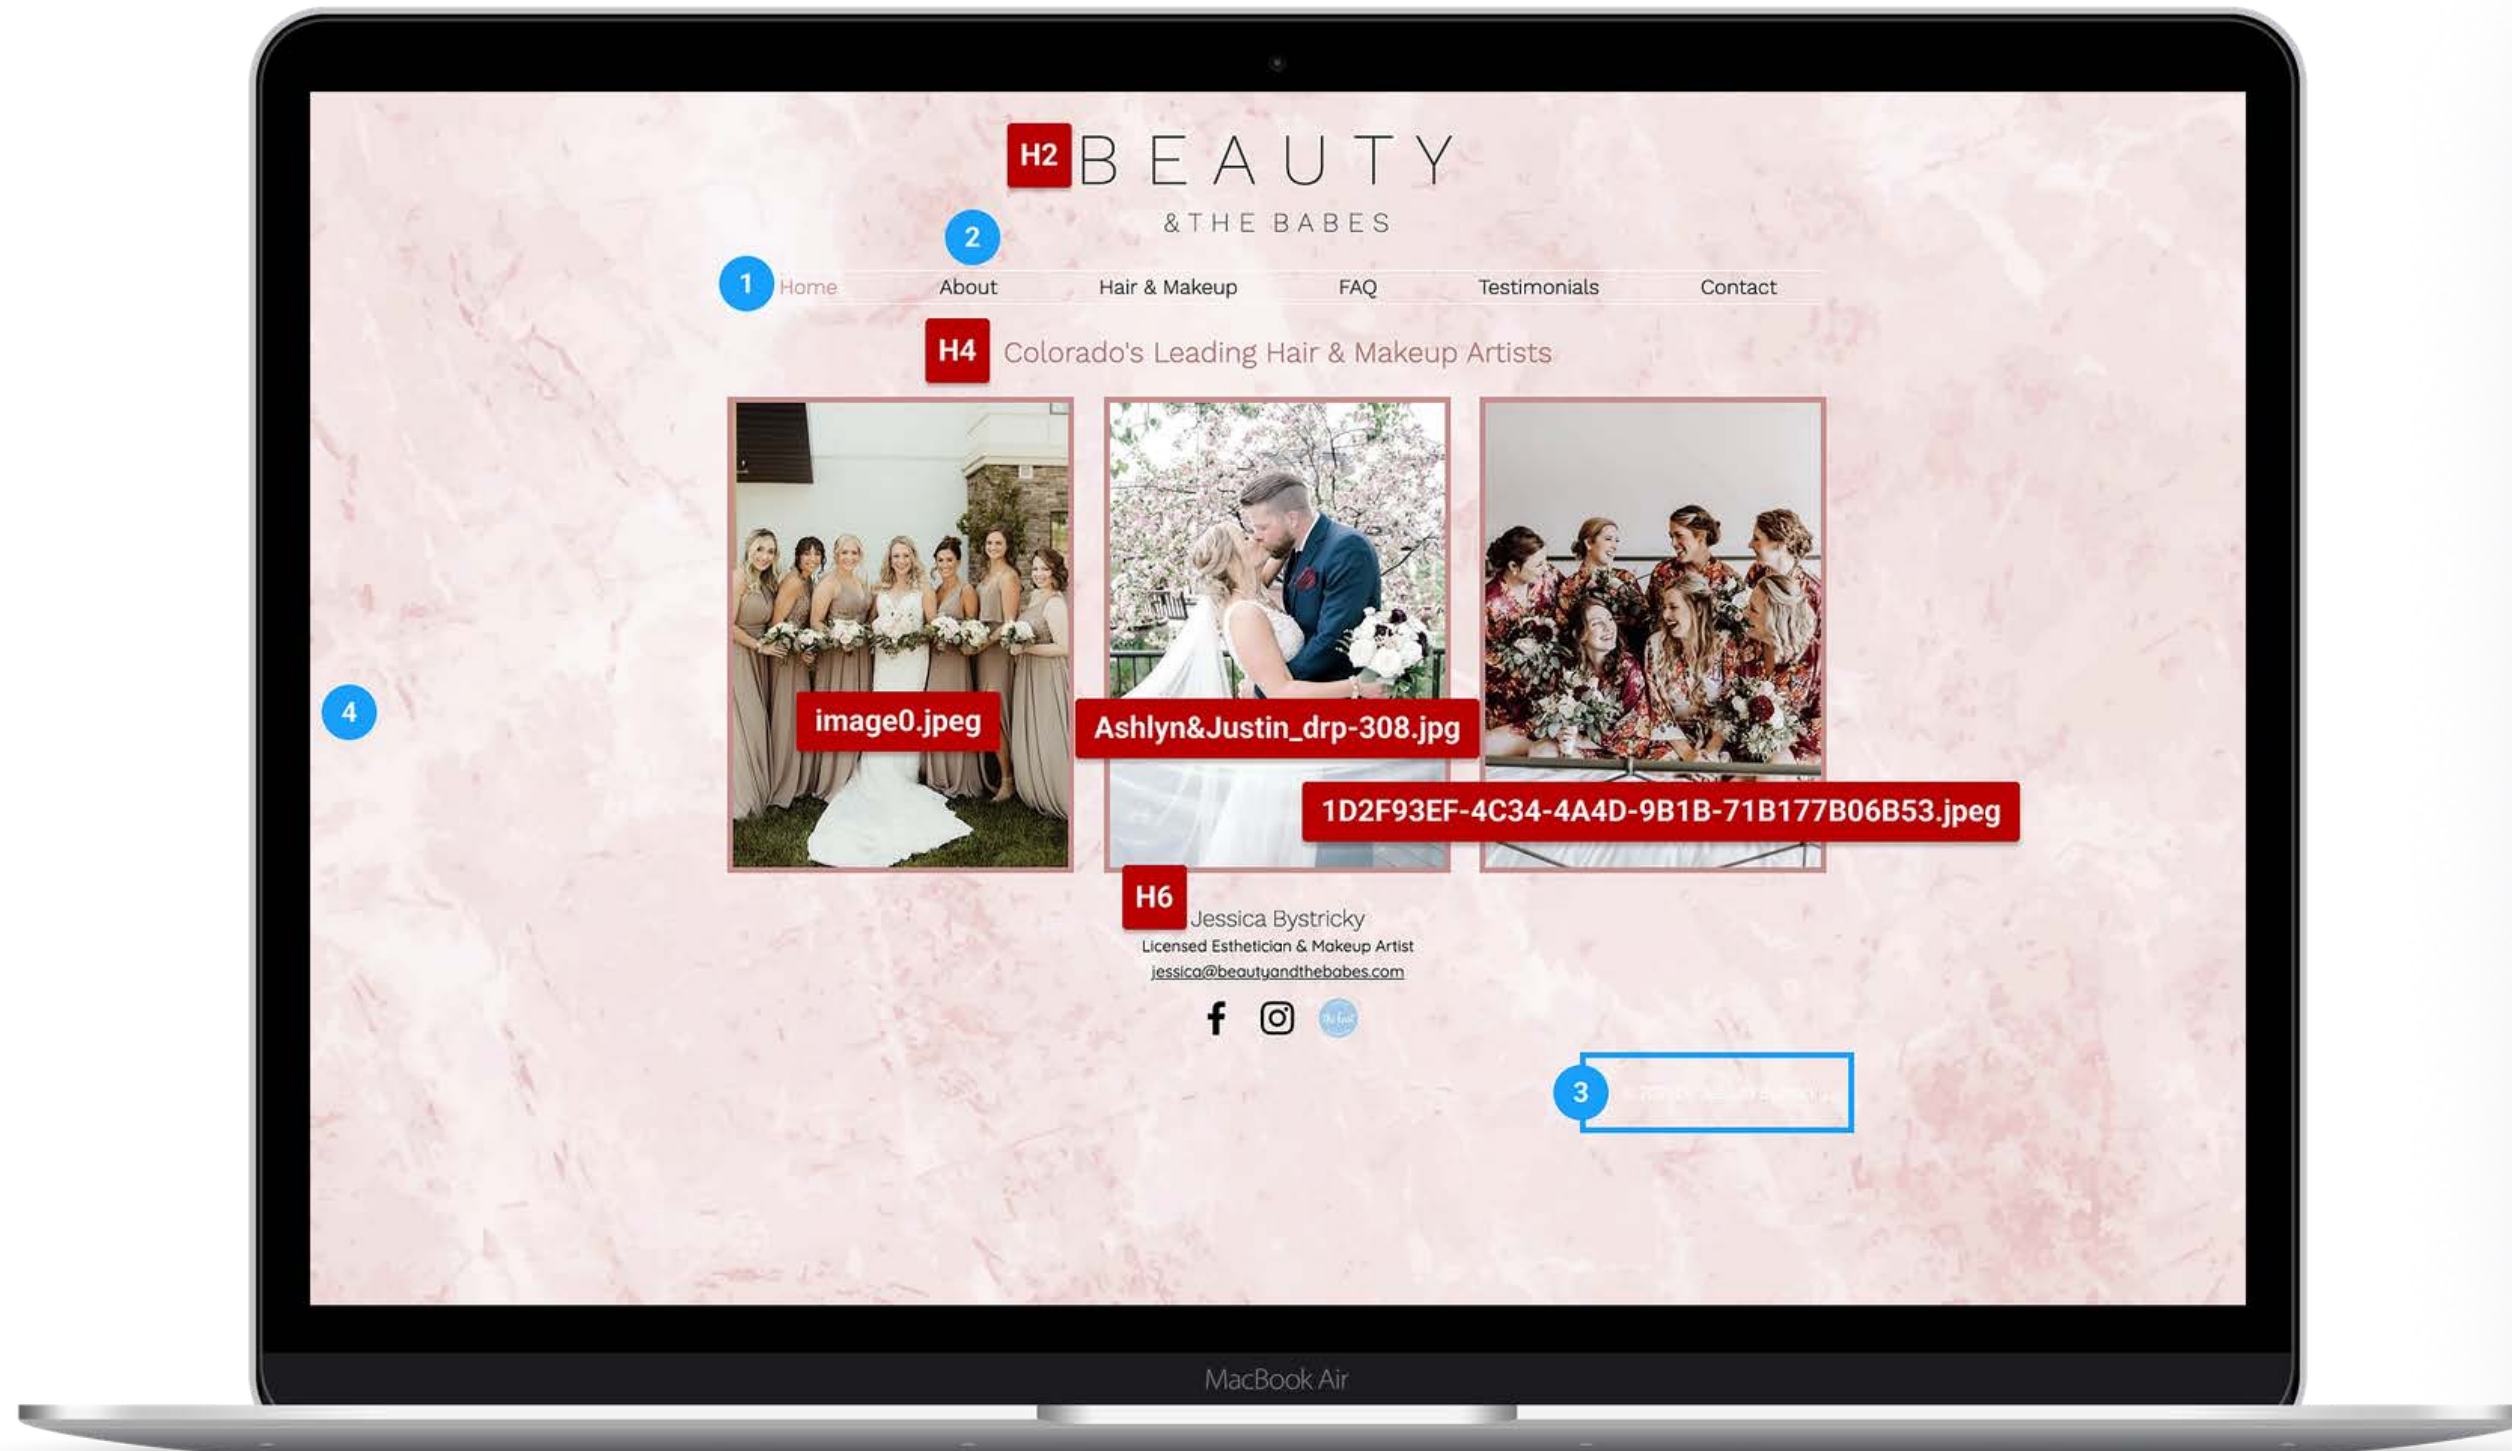 H2 BEAUTY
&THE BABES
2
1 Home About Hair & Makeup FAQ Testimonials Contact
H4 Colorado's Leading Hair & Makeup Artists
4
image0.jpeg
Ashlyn&Justin_drp-308.jpg
1D2F93EF-4C34-4A4D-9B1B-71B177B06B53.jpeg
H6 Jessica Bystricky
Licensed Esthetician & Makeup Artist
jessica@beautyandthebabes.com
the knot
3
MacBook Air